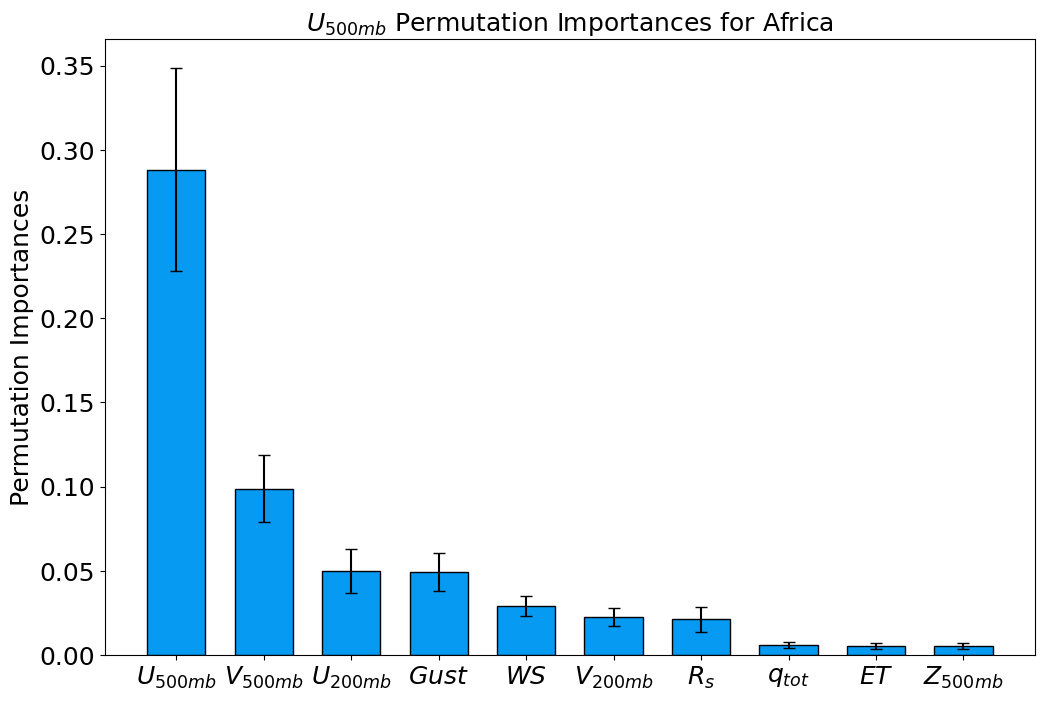 U500mb Permutation Importances for Africa
Permutation Importances
0.35
0.30
0.25
0.20
0.15
0.10
0.05
0.00
U500mb V500mb U200mb Gust WS V200mb Rs qtot ET Z500mb